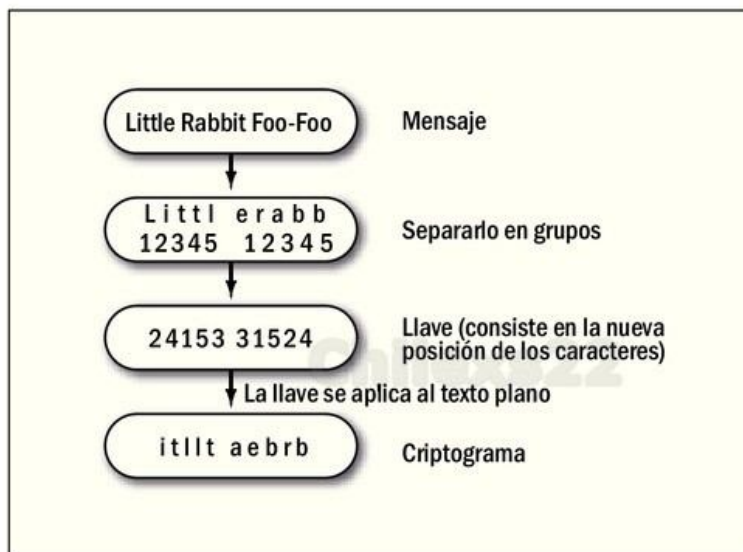 Little Rabbit Foo-Foo
Mensaje
Littl erabb
12345 12345
Separarlo en grupos
24153 31524
Llave (consiste en la nueva
posición de los caracteres)
La llave se aplica al texto plano
itllt aebrb
Criptograma